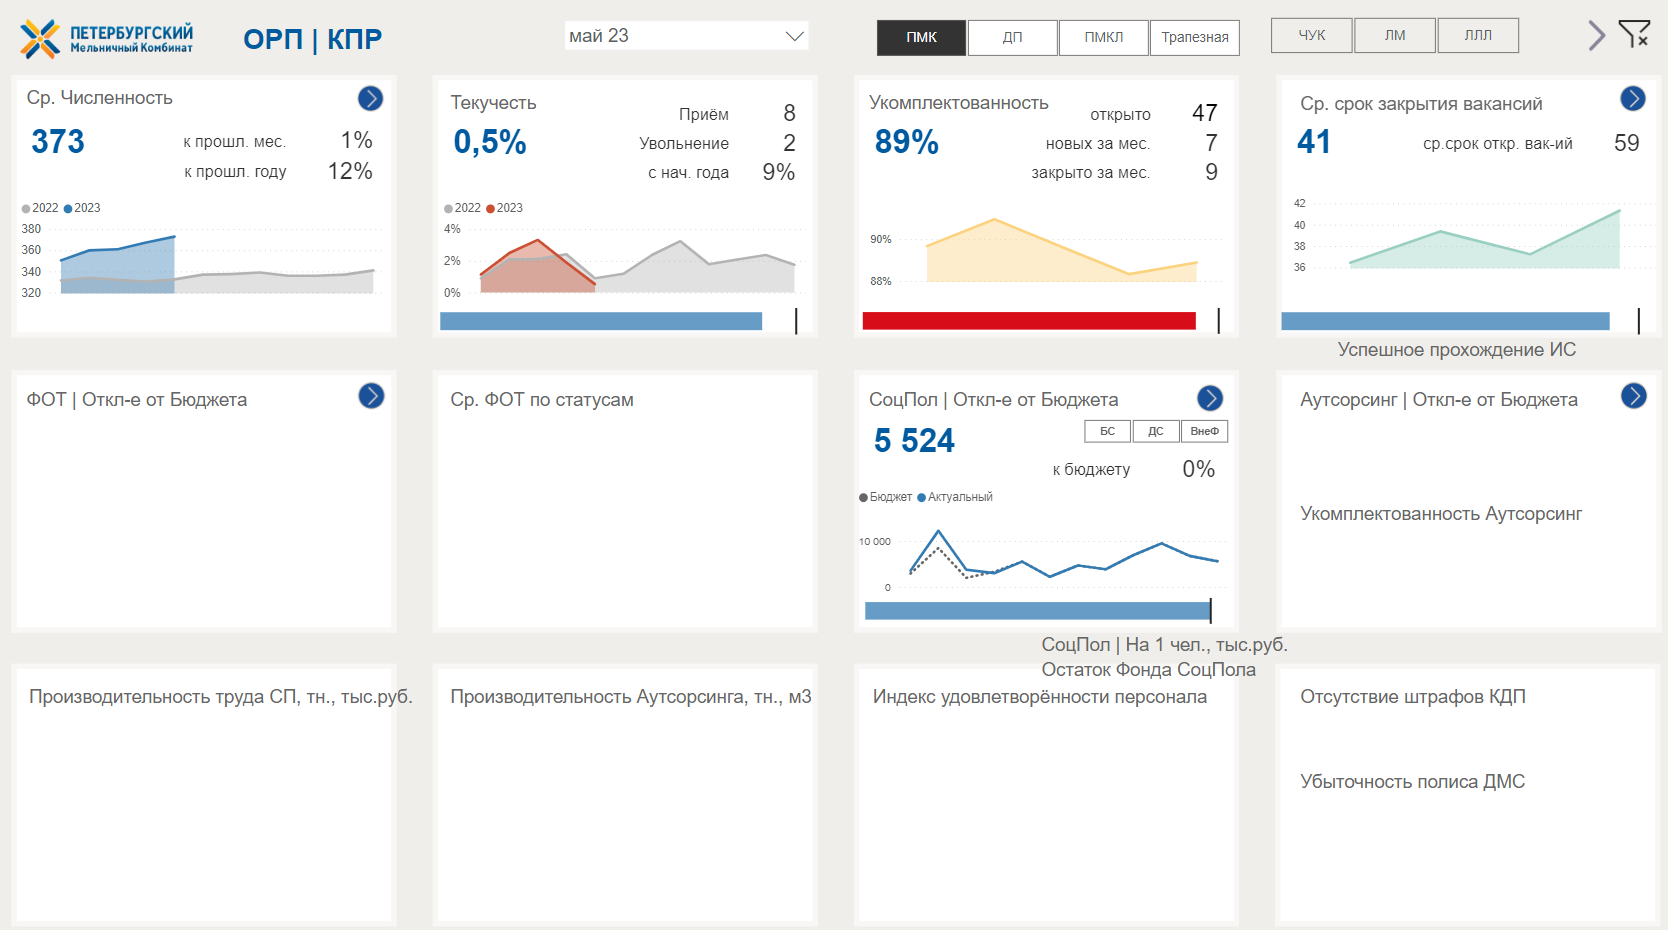 ПЕТЕРБУРГСКИЙ
Мельничный Комбинат
ОРП | КПР
май 23
ПМК
ДП
ПМКЛ
Трапезная
ЧУК
ЛМ
ЛЛЛ
Ср. Численность
373
к прошл. мес. 1%
к прошл. году 12%
2022 2023
380
360
340
320
Текучесть
0,5%
Приём 8
Увольнение 2
с нач. года 9%
2022 2023
4%
2%
0%
Укомплектованность
89%
открыто 47
новых за мес. 7
закрыто за мес. 9
90%
88%
Ср. срок закрытия вакансий
41
ср.срок откр. вак-ий 59
42
40
38
36
Успешное прохождение ИС
ФОТ | Откл-е от Бюджета
Ср. ФОТ по статусам
СоцПол | Откл-е от Бюджета
5 524
БС
ДС
ВнеФ
к бюджету 0%
Бюджет Актуальный
10 000
0
Аутсорсинг | Откл-е от Бюджета
Укомплектованность Аутсорсинг
СоцПол | На 1 чел., тыс.руб.
Остаток Фонда СоцПола
Производительность труда СП, тн., тыс.руб.
Производительность Аутсорсинга, тн., м3
Индекс удовлетворённости персонала
Отсутствие штрафов КДП
Убыточность полиса ДМС